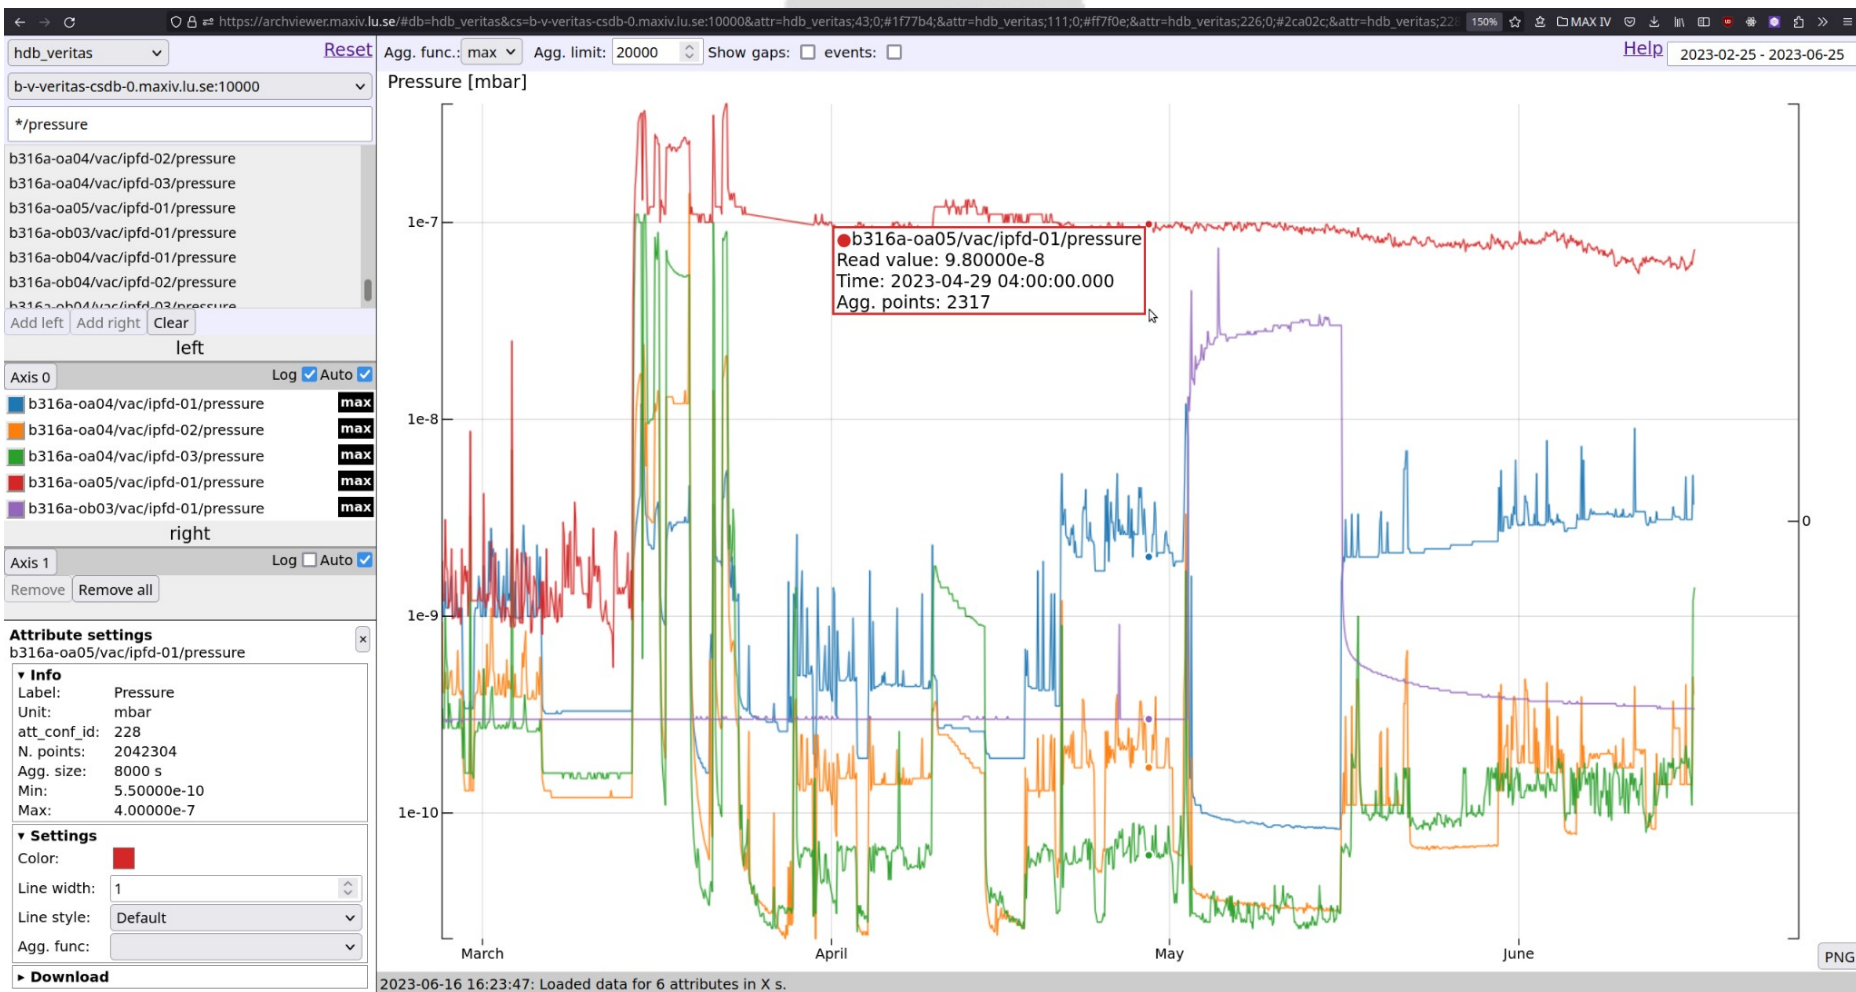 https://archviewer.maxiv.lu.se/#db=hdb_veritas&cs=b-v-veritas-csdb-0.maxiv.lu.se:10000&attr=hdb_veritas;43;0;#1f77b4;&attr=hdb_veritas;111;0;#ff7f0e;&attr=hdb_veritas;226;0;#2ca02c;&attr=hdb_veritas;228
150%
MAX IV
hdb_veritas
Reset
b-v-veritas-csdb-0.maxiv.lu.se:10000
*/pressure
b316a-oa04/vac/ipfd-02/pressure
b316a-oa04/vac/ipfd-03/pressure
b316a-oa05/vac/ipfd-01/pressure
b316a-ob03/vac/ipfd-01/pressure
b316a-ob04/vac/ipfd-01/pressure
b316a-ob04/vac/ipfd-02/pressure
b316a-ob04/vac/ipfd-03/pressure
Add left Add right Clear
left
Axis 0 Log Auto
b316a-oa04/vac/ipfd-01/pressure max
b316a-oa04/vac/ipfd-02/pressure max
b316a-oa04/vac/ipfd-03/pressure max
b316a-oa05/vac/ipfd-01/pressure max
b316a-ob03/vac/ipfd-01/pressure max
right
Axis 1 Log Auto
Remove Remove all
Attribute settings ×
b316a-oa05/vac/ipfd-01/pressure
▾ Info
Label: Pressure
Unit: mbar
att_conf_id: 228
N. points: 2042304
Agg. size: 8000 s
Min: 5.50000e-10
Max: 4.00000e-7
▾ Settings
Color:
Line width: 1
Line style: Default
Agg. func:
▸ Download
Agg. func.: max Agg. limit: 20000 Show gaps: events: Help 2023-02-25 - 2023-06-25
Pressure [mbar]
1e-7
1e-8
1e-9
1e-10
b316a-oa05/vac/ipfd-01/pressure
Read value: 9.80000e-8
Time: 2023-04-29 04:00:00.000
Agg. points: 2317
0
March April May June
PNG
2023-06-16 16:23:47: Loaded data for 6 attributes in X s.